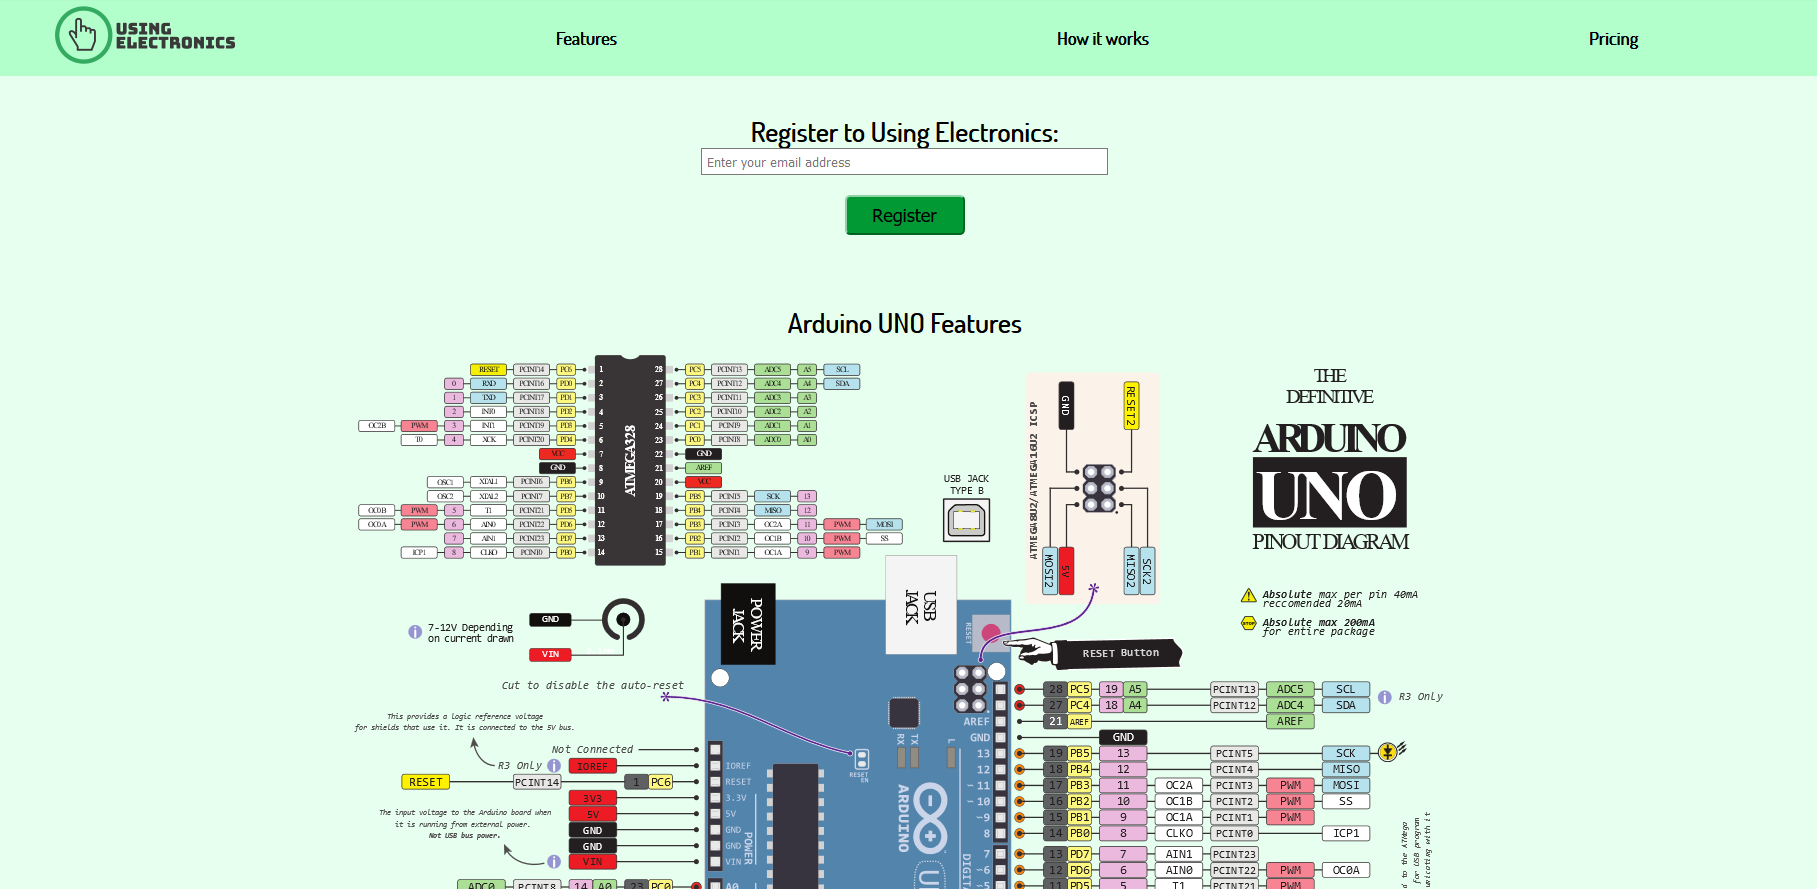 USING
ELECTRONICS
Features
How it works
Pricing
Register to Using Electronics:
Enter your email address
Register
Arduino UNO Features
RESET PCINT14 PC6 1
0 RXD PCINT16 PD0 2
1 TXD PCINT17 PD1 3
2 INT0 PCINT18 PD2 4
OC2B PWM 3 INT1 PCINT19 PD3 5
T0 4 XCK PCINT20 PD4 6
VCC 7
GND 8
OSC1 XTAL1 PCINT6 PB6 9
OSC2 XTAL2 PCINT7 PB7 10
OC0B PWM 5 T1 PCINT21 PD5 11
OC0A PWM 6 AIN0 PCINT22 PD6 12
7 AIN1 PCINT23 PD7 13
ICP1 8 CLKO PCINT0 PB0 14
ATMEGA328
28 PC5 PCINT13 ADC5 A5 SCL
27 PC4 PCINT12 ADC4 A4 SDA
26 PC3 PCINT11 ADC3 A3
25 PC2 PCINT10 ADC2 A2
24 PC1 PCINT9 ADC1 A1
23 PC0 PCINT8 ADC0 A0
22 GND
21 AREF
20 VCC
19 PB5 PCINT5 SCK 13
18 PB4 PCINT4 MISO 12
17 PB3 PCINT3 OC2A 11 PWM MOSI
16 PB2 PCINT2 OC1B 10 PWM SS
15 PB1 PCINT1 OC1A 9 PWM
USB JACK
TYPE B
ATMEGA8U2/ATMEGA16U2 ICSP
GND
RESET2
MOSI2
5V
MISO2
SCK2
THE
DEFINITIVE
ARDUINO
UNO
PINOUT DIAGRAM
Absolute max per pin 40mA
reccomended 20mA
STOP
Absolute max 200mA
for entire package
7-12V Depending
on current drawn
GND
VIN
POWER
JACK
USB
JACK
RESET
RESET Button
Cut to disable the auto-reset
This provides a logic reference voltage
for shields that use it. It is connected to the 5V bus.
Not Connected
R3 Only IOREF
RESET PCINT14 1 PC6
3V3
5V
GND
GND
VIN
The input voltage to the Arduino board when
it is running from external power.
Not USB bus power.
ADC0 PCINT8 14 A0 23 PC0
IOREF
RESET
3.3V
5V
GND
GND
VIN
A0
POWER
RESET
EN
RX
TX
L
ARDUINO
U
DIGITA
AREF
GND
13
12
~11
~10
~9
8
7
~6
~5
28 PC5 19 A5 PCINT13 ADC5 SCL
27 PC4 18 A4 PCINT12 ADC4 SDA
R3 Only
21 AREF AREF
GND
19 PB5 13 PCINT5 SCK
18 PB4 12 PCINT4 MISO
17 PB3 11 OC2A PCINT3 PWM MOSI
16 PB2 10 OC1B PCINT2 PWM SS
15 PB1 9 OC1A PCINT1 PWM
14 PB0 8 CLKO PCINT0 ICP1
13 PD7 7 AIN1 PCINT23
12 PD6 6 AIN0 PCINT22 PWM OC0A
11 PD5 5 T1 PCINT21 PWM
d to the ATMega
for USB program
unicating with it